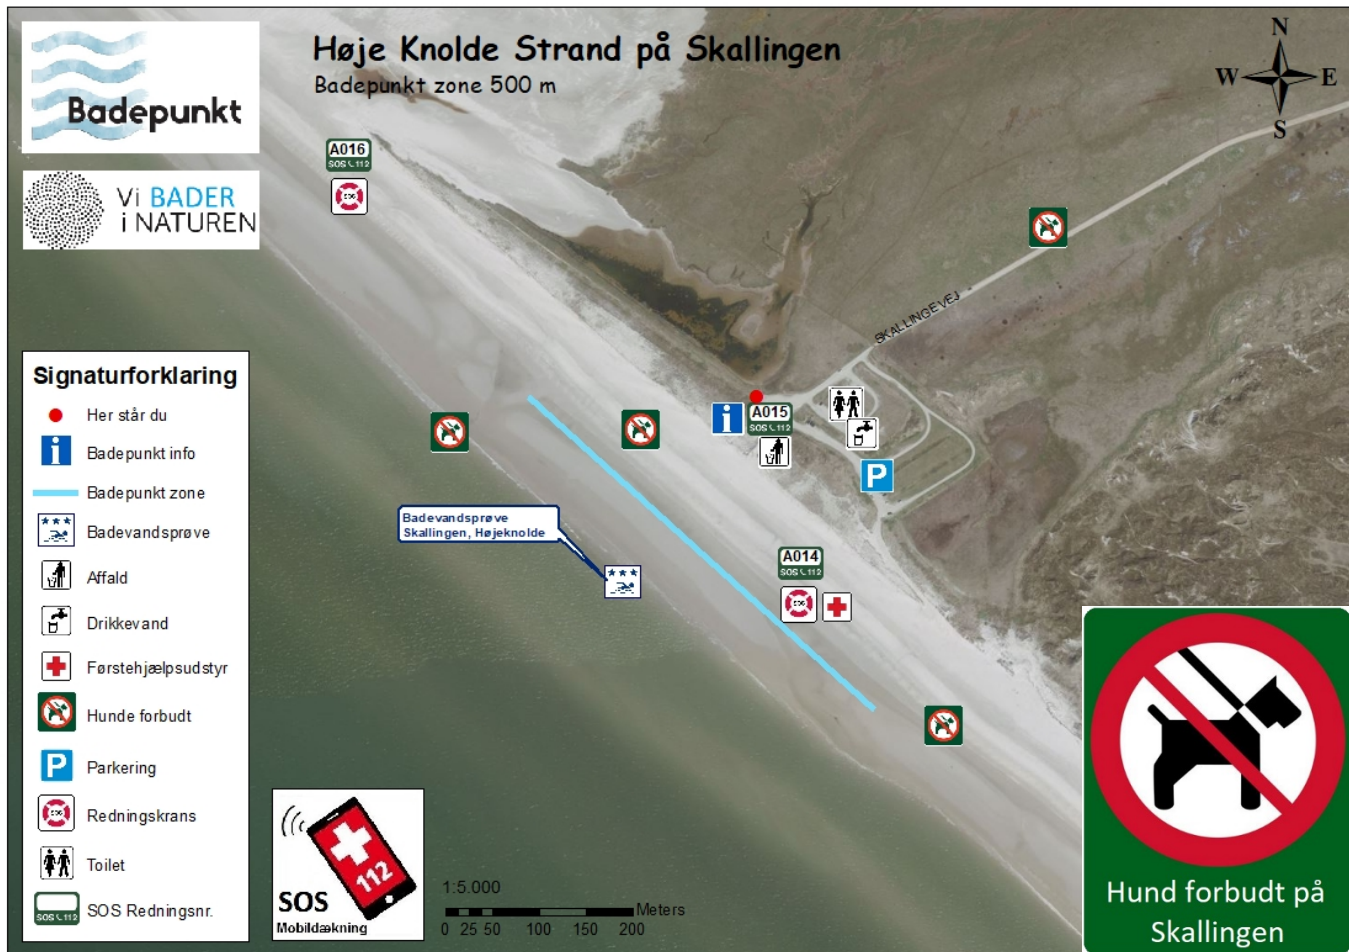 Høje Knolde Strand på Skallingen
Badepunkt zone 500 m
Badepunkt
Vi BADER
i NATUREN
N
W
E
S
A016
SOS 112
SKALLINGEVEJ
A015
SOS 112
P
Badevandsprøve
Skallingen, Højeknolde
A014
SOS 112
Signaturforklaring
Her står du
Badepunkt info
Badepunkt zone
Badevandsprøve
Affald
Drikkevand
Førstehjælpsudstyr
Hunde forbudt
P Parkering
Redningskrans
Toilet
SOS 112 SOS Redningsnr.
112
SOS
Mobildækning
1:5.000
Meters
0 25 50 100 150 200
Hund forbudt på
Skallingen